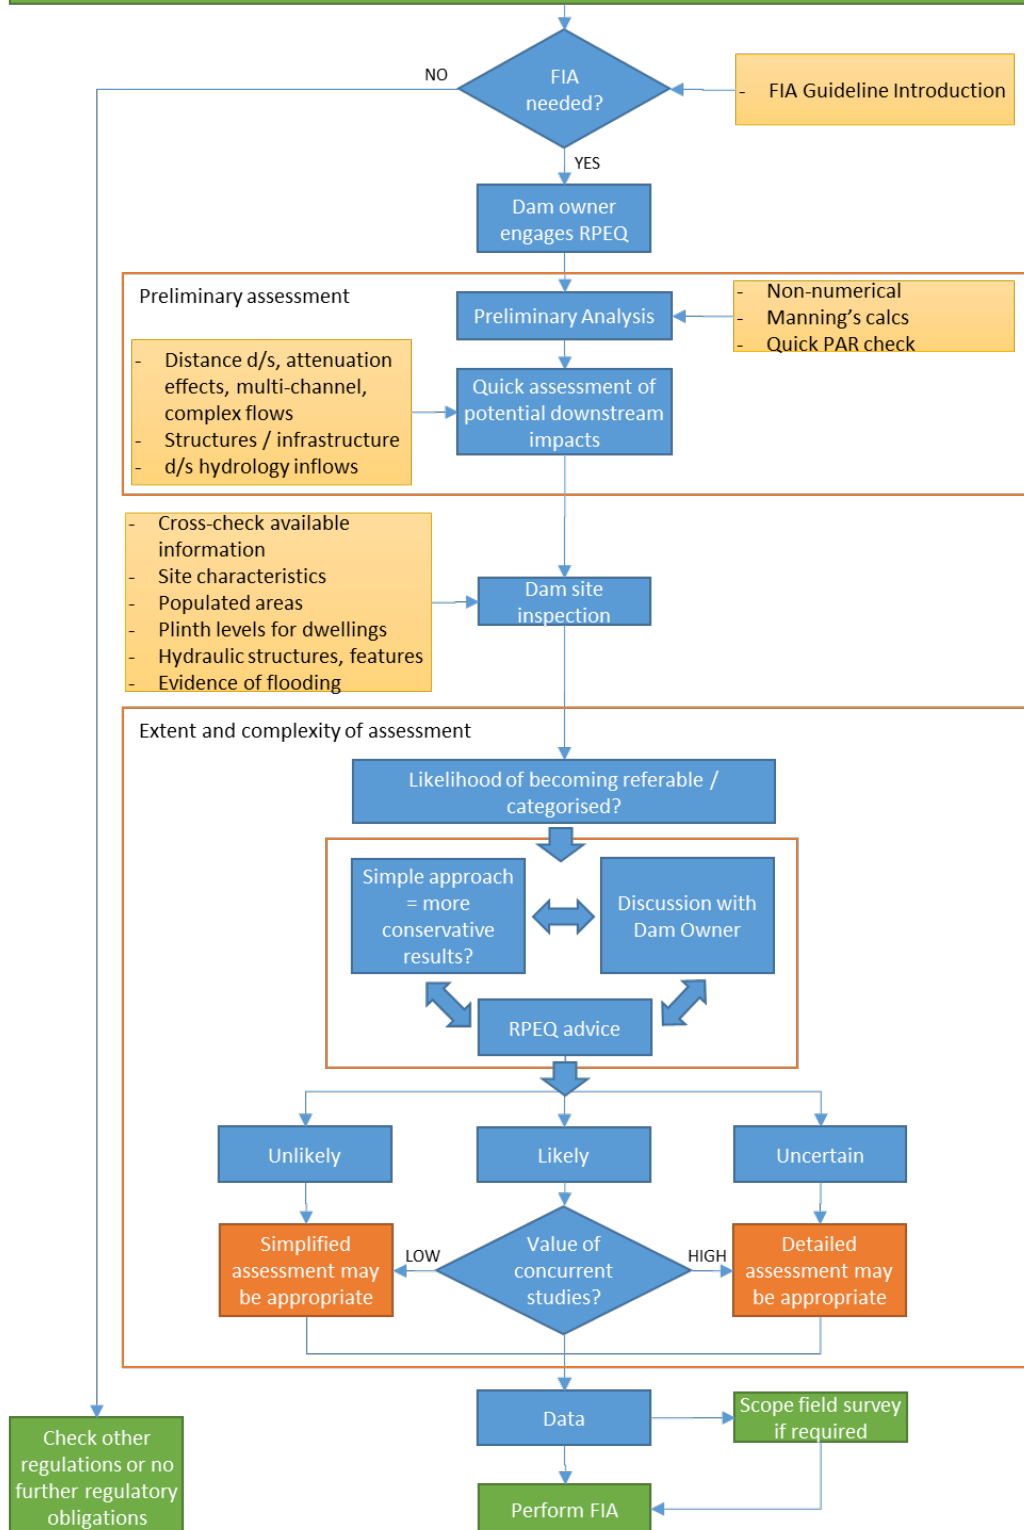 NO
FIA
needed?
- FIA Guideline Introduction
YES
Dam owner
engages RPEQ
Preliminary assessment
Preliminary Analysis
- Non-numerical
- Manning's calcs
- Quick PAR check
- Distance d/s, attenuation
effects, multi-channel,
complex flows
- Structures / infrastructure
- d/s hydrology inflows
Quick assessment of
potential downstream
impacts
- Cross-check available
information
- Site characteristics
- Populated areas
- Plinth levels for dwellings
- Hydraulic structures, features
- Evidence of flooding
Dam site
inspection
Extent and complexity of assessment
Likelihood of becoming referable /
categorised?
Simple approach
= more
conservative
results?
Discussion with
Dam Owner
RPEQ advice
Unlikely
Likely
Uncertain
Simplified
assessment may
be appropriate
LOW
Value of
concurrent
studies?
HIGH
Detailed
assessment may
be appropriate
Data
Scope field survey
if required
Check other
regulations or no
further regulatory
obligations
Perform FIA